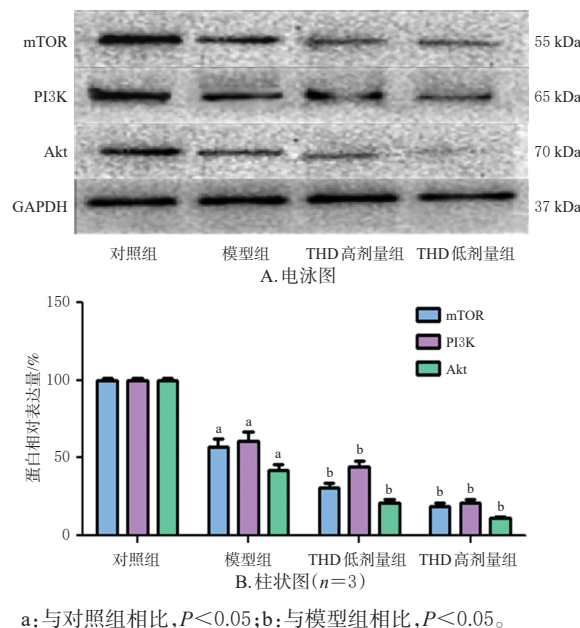 mTOR 55 kDa
PI3K 65 kDa
Akt 70 kDa
GAPDH 37 kDa
对照组 模型组 THD高剂量组 THD低剂量组
A.电泳图
150
100
50
0
蛋白相对表达量/%
mTOR
PI3K
Akt
a a a
b b b
b b b
对照组 模型组 THD低剂量组 THD高剂量组
B.柱状图(n=3)
a:与对照组相比,P<0.05;b:与模型组相比,P<0.05。